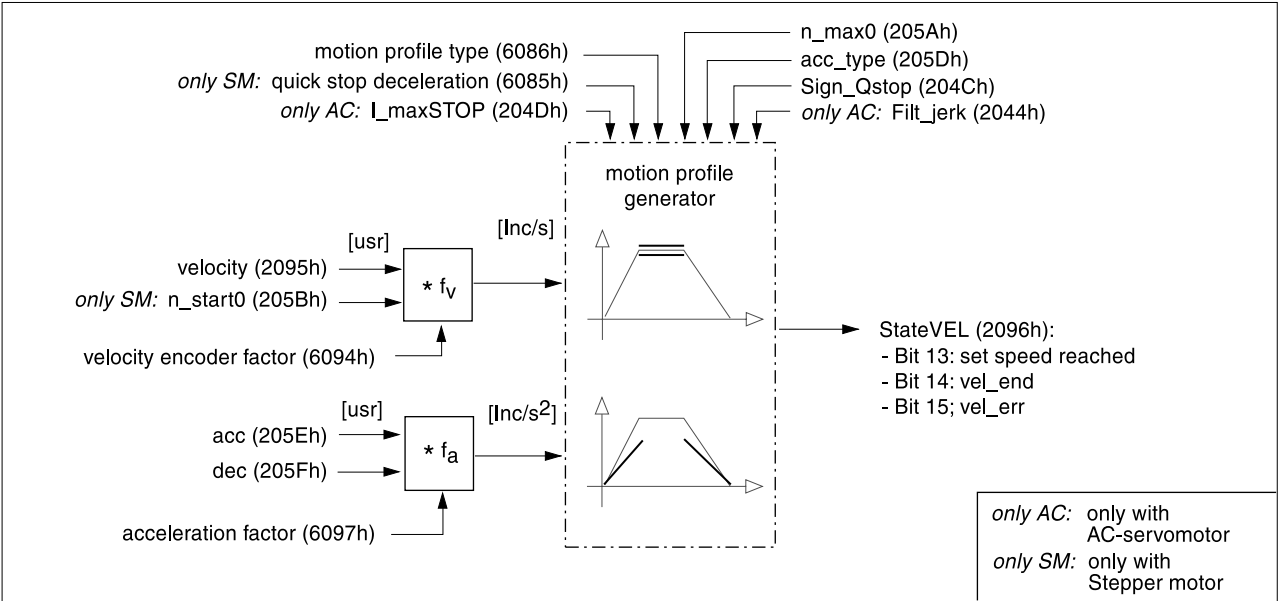 motion profile type (6086h)
only SM: quick stop deceleration (6085h)
only AC: I_maxSTOP (204Dh)
n_max0 (205Ah)
acc_type (205Dh)
Sign_Qstop (204Ch)
only AC: Filt_jerk (2044h)
motion profile
generator
[usr]
[Inc/s]
velocity (2095h)
only SM: n_start0 (205Bh)
* fv
velocity encoder factor (6094h)
StateVEL (2096h):
- Bit 13: set speed reached
- Bit 14: vel_end
- Bit 15; vel_err
[usr]
[Inc/s2]
acc (205Eh)
dec (205Fh)
* fa
acceleration factor (6097h)
only AC: only with
AC-servomotor
only SM: only with
Stepper motor